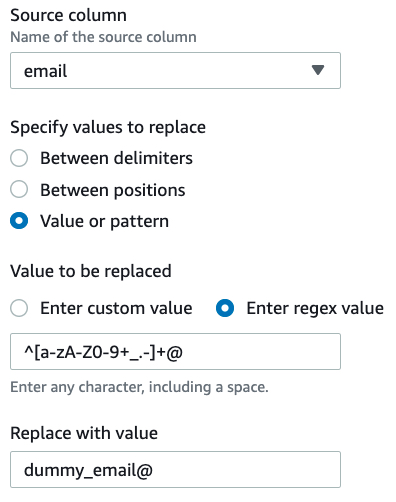 Source column
Name of the source column
email
Specify values to replace
Between delimiters
Between positions
Value or pattern
Value to be replaced
Enter custom value Enter regex value
^[a-zA-Z0-9+_.-]+@
Enter any character, including a space.
Replace with value
dummy_email@